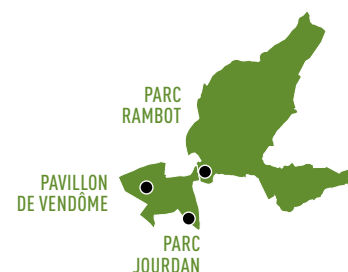 PARC
RAMBOT
PAVILLON
DE VENDÔME
PARC
JOURDAN